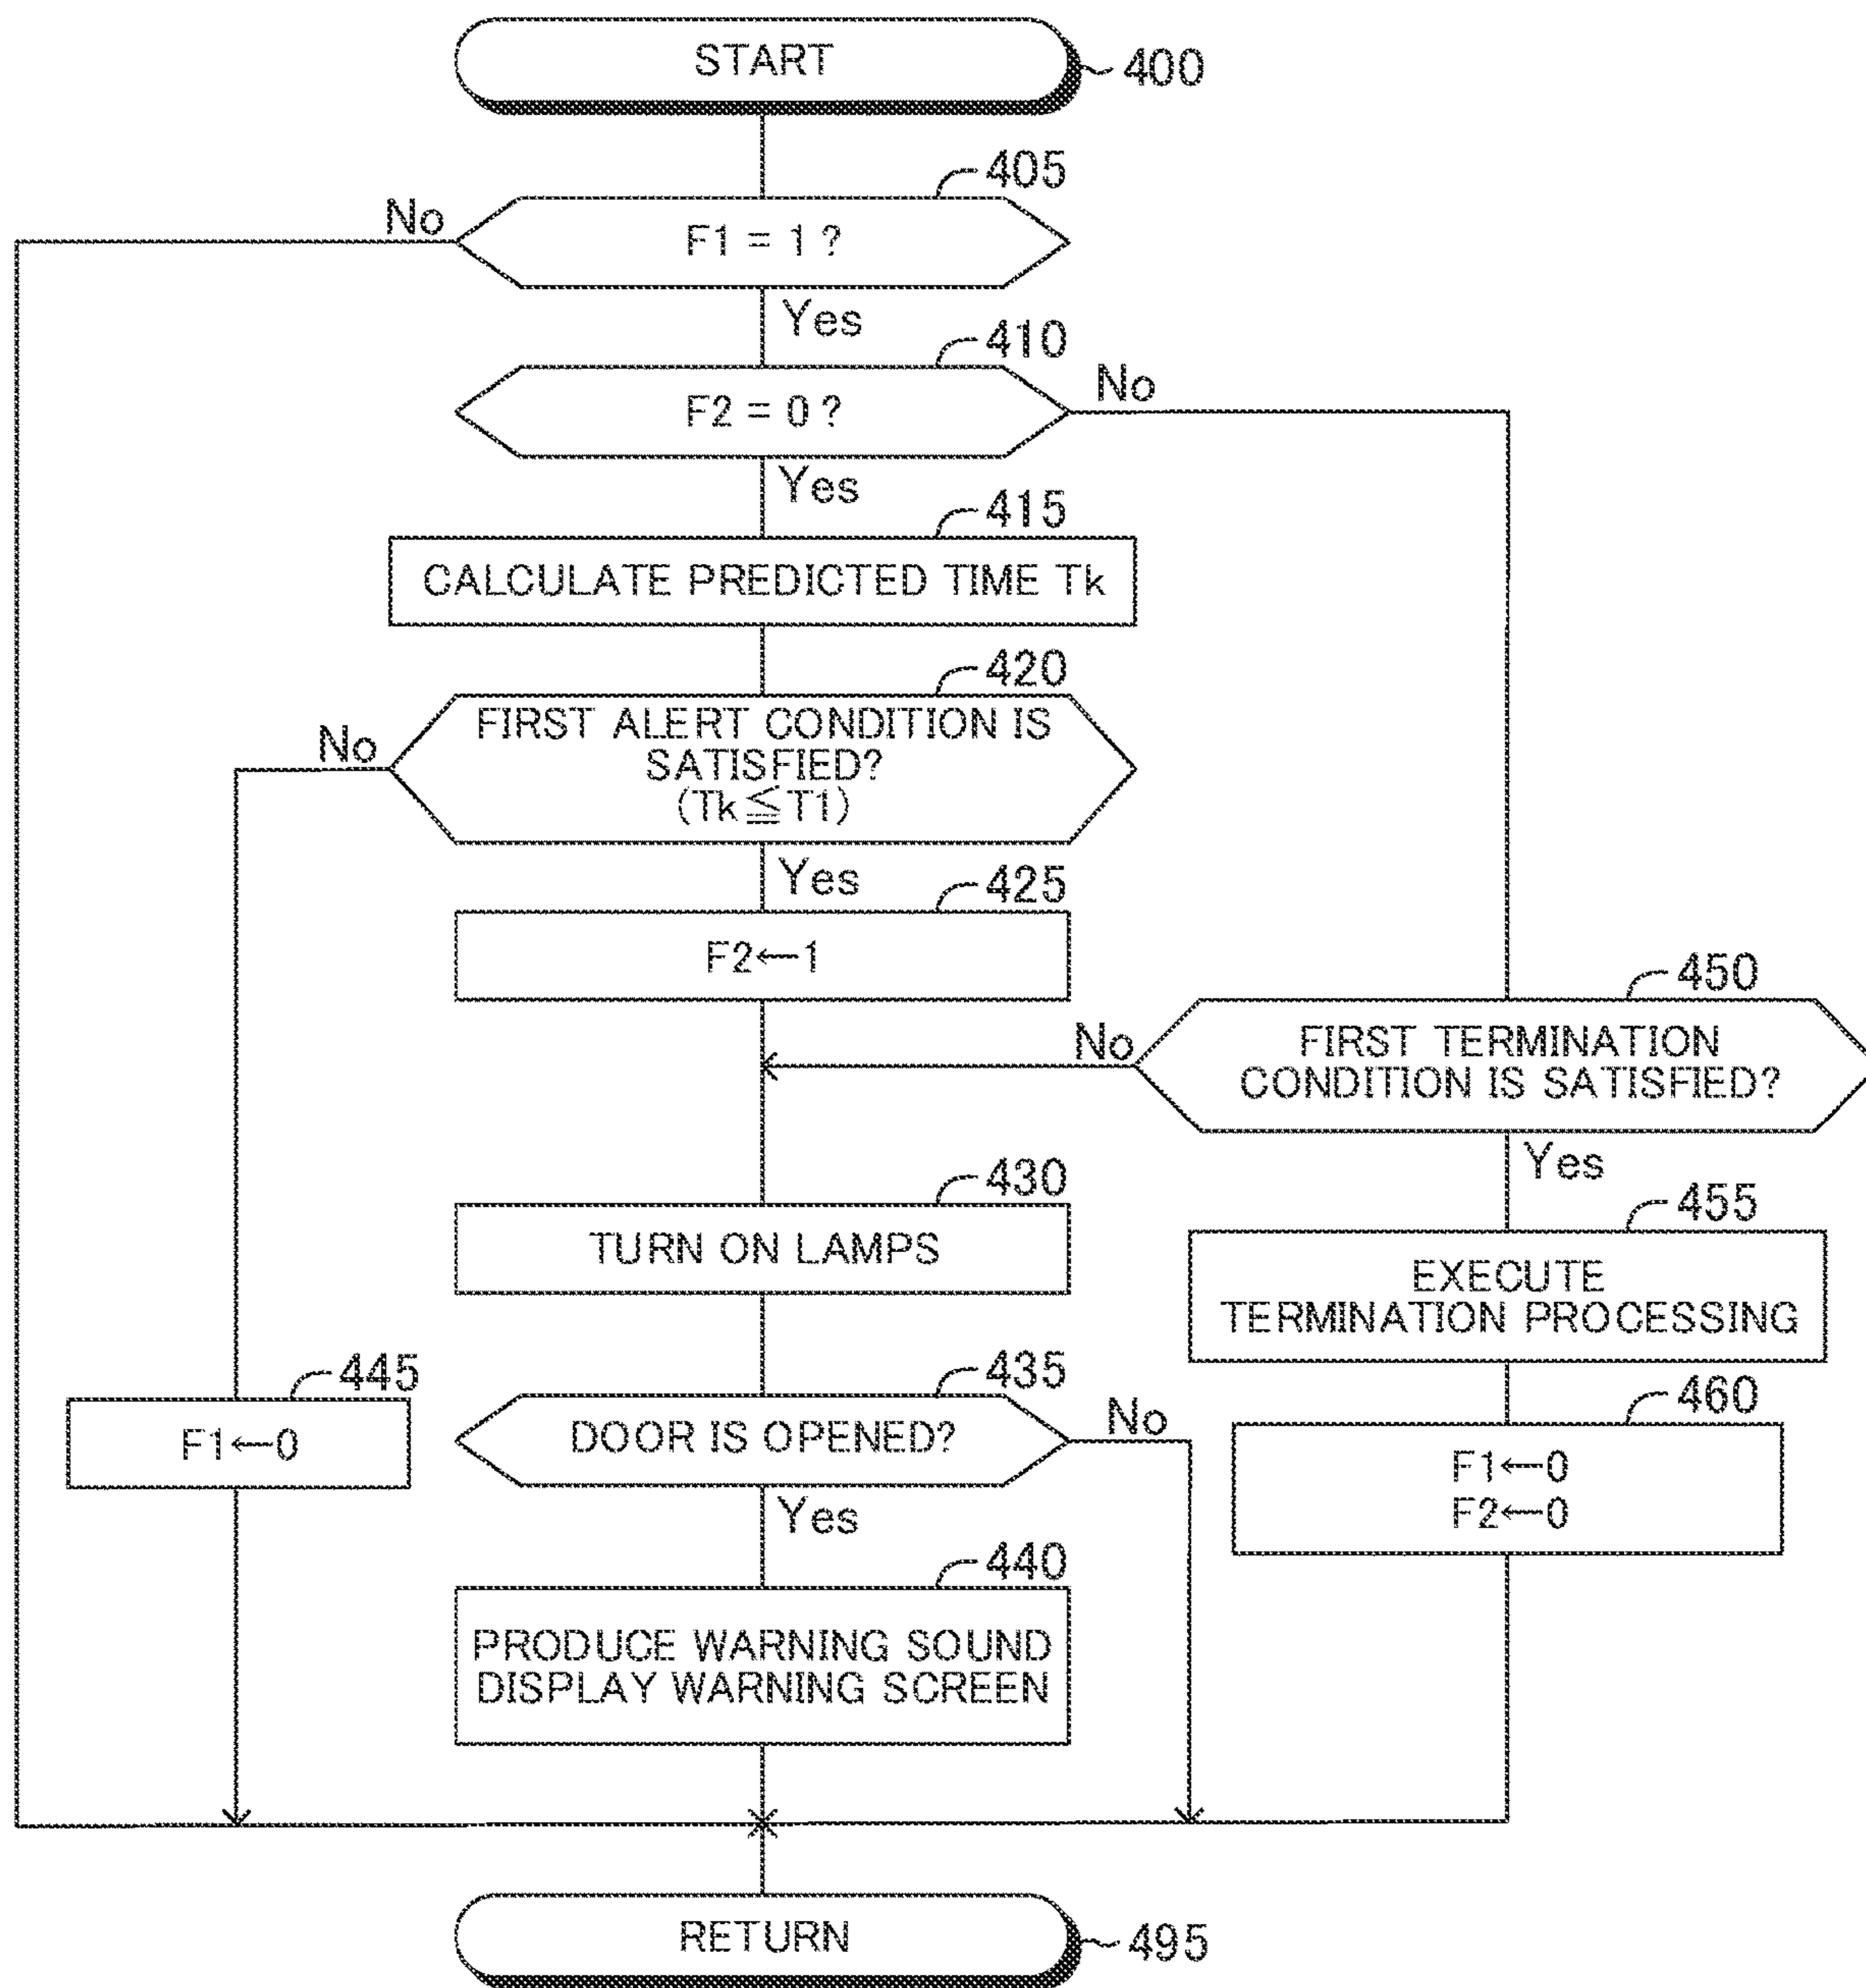 START
400
405
No
F1 = 1 ?
Yes
410
No
F2 = 0 ?
Yes
415
CALCULATE PREDICTED TIME Tk
420
No
FIRST ALERT CONDITION IS
SATISFIED?
(Tk≦T1)
Yes
425
F2←1
450
No
FIRST TERMINATION
CONDITION IS SATISFIED?
Yes
430
TURN ON LAMPS
455
EXECUTE
TERMINATION PROCESSING
445
F1←0
435
DOOR IS OPENED?
No
Yes
460
F1←0
F2←0
440
PRODUCE WARNING SOUND
DISPLAY WARNING SCREEN
RETURN
495